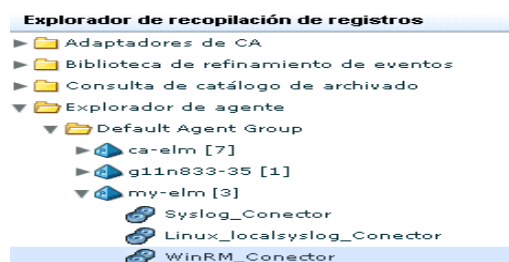 Explorador de recopilación de registros
Adaptadores de CA
Biblioteca de refinamiento de eventos
Consulta de catálogo de archivado
Explorador de agente
Default Agent Group
ca-elm [7]
g11n833-35 [1]
my-elm [3]
Syslog_Conector
Linux_localsyslog_Conector
WinRM_Conector